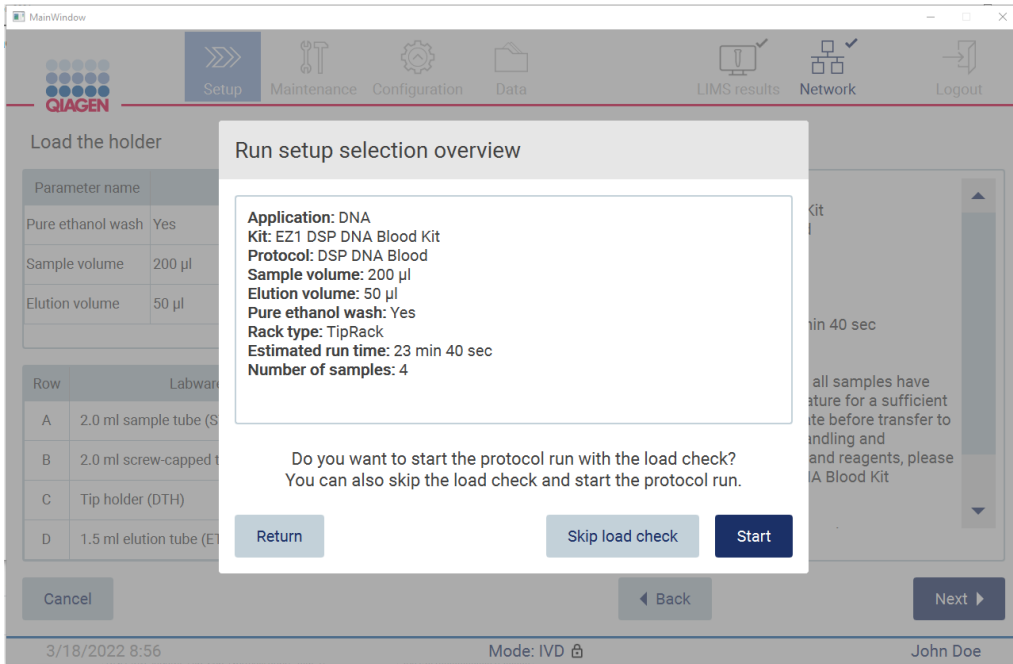 MainWindow
QIAGEN
Setup
Maintenance
Configuration
Data
LIMS results
Network
Logout
Load the holder
Parameter name
Pure ethanol wash Yes
Sample volume 200 µl
Elution volume 50 µl
Row
A 2.0 ml sample tube (S
B 2.0 ml screw-capped t
C Tip holder (DTH)
D 1.5 ml elution tube (E
Run setup selection overview
Application: DNA
Kit: EZ1 DSP DNA Blood Kit
Protocol: DSP DNA Blood
Sample volume: 200 µl
Elution volume: 50 µl
Pure ethanol wash: Yes
Rack type: TipRack
Estimated run time: 23 min 40 sec
Number of samples: 4
Do you want to start the protocol run with the load check?
You can also skip the load check and start the protocol run.
Return
Skip load check
Start
Kit
in 40 sec
all samples have
ature for a sufficient
te before transfer to
andling and
and reagents, please
A Blood Kit
Cancel
Back
Next
3/18/2022 8:56
Mode: IVD
John Doe